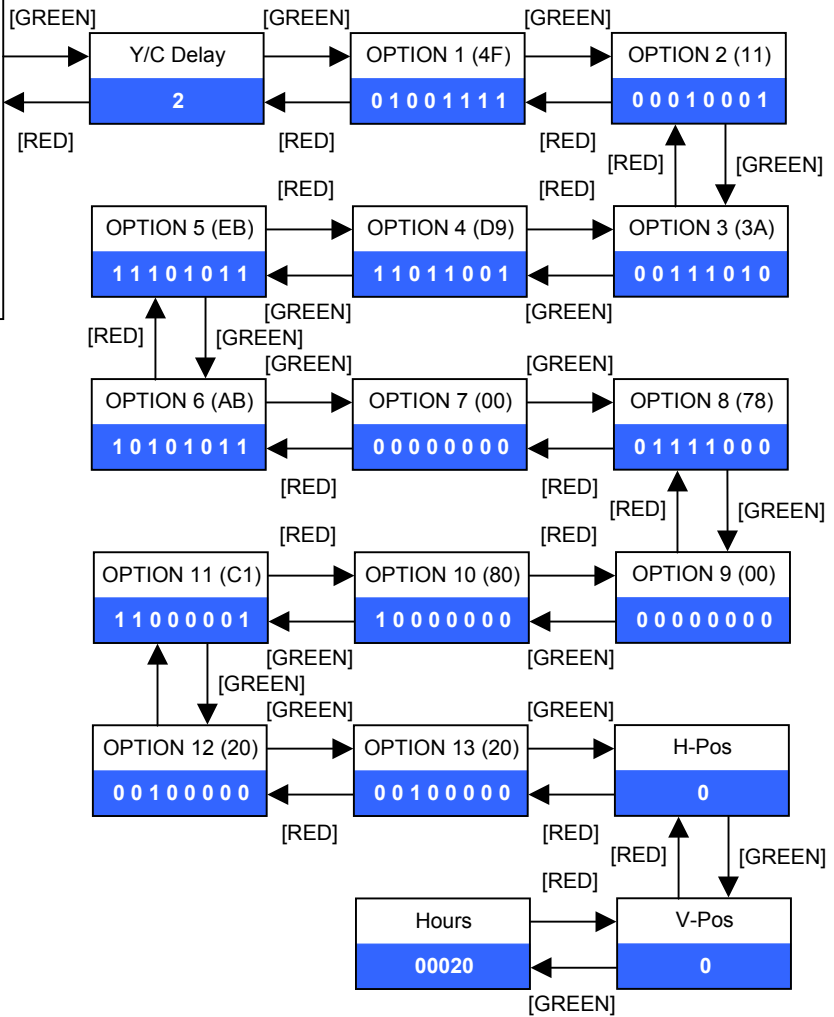 [GREEN] [GREEN] [GREEN]
Y/C Delay OPTION 1 (4F) OPTION 2 (11)
2 0 1 0 0 1 1 1 1 0 0 0 1 0 0 0 1
[RED] [RED] [RED]
[RED] [GREEN]
[RED] [RED]
OPTION 5 (EB) OPTION 4 (D9) OPTION 3 (3A)
1 1 1 0 1 0 1 1 1 1 0 1 1 0 0 1 0 0 1 1 1 0 1 0
[GREEN] [GREEN]
[RED] [GREEN]
[GREEN] [GREEN]
OPTION 6 (AB) OPTION 7 (00) OPTION 8 (78)
1 0 1 0 1 0 1 1 0 0 0 0 0 0 0 0 0 1 1 1 1 0 0 0
[RED] [RED]
[RED] [GREEN]
[RED] [RED]
OPTION 11 (C1) OPTION 10 (80) OPTION 9 (00)
1 1 0 0 0 0 0 1 1 0 0 0 0 0 0 0 0 0 0 0 0 0 0 0
[GREEN] [GREEN]
[GREEN]
[GREEN] [GREEN]
OPTION 12 (20) OPTION 13 (20) H-Pos
0 0 1 0 0 0 0 0 0 0 1 0 0 0 0 0 0
[RED] [RED]
[RED] [GREEN]
[RED]
Hours V-Pos
00020 0
[GREEN]